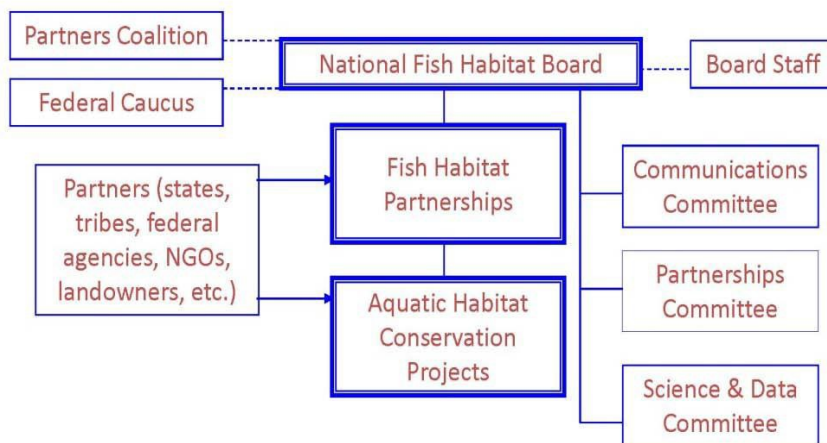 Partners Coalition
National Fish Habitat Board
Board Staff
Federal Caucus
Fish Habitat
Partnerships
Partners (states,
tribes, federal
agencies, NGOs,
landowners, etc.)
Communications
Committee
Partnerships
Committee
Aquatic Habitat
Conservation
Projects
Science & Data
Committee